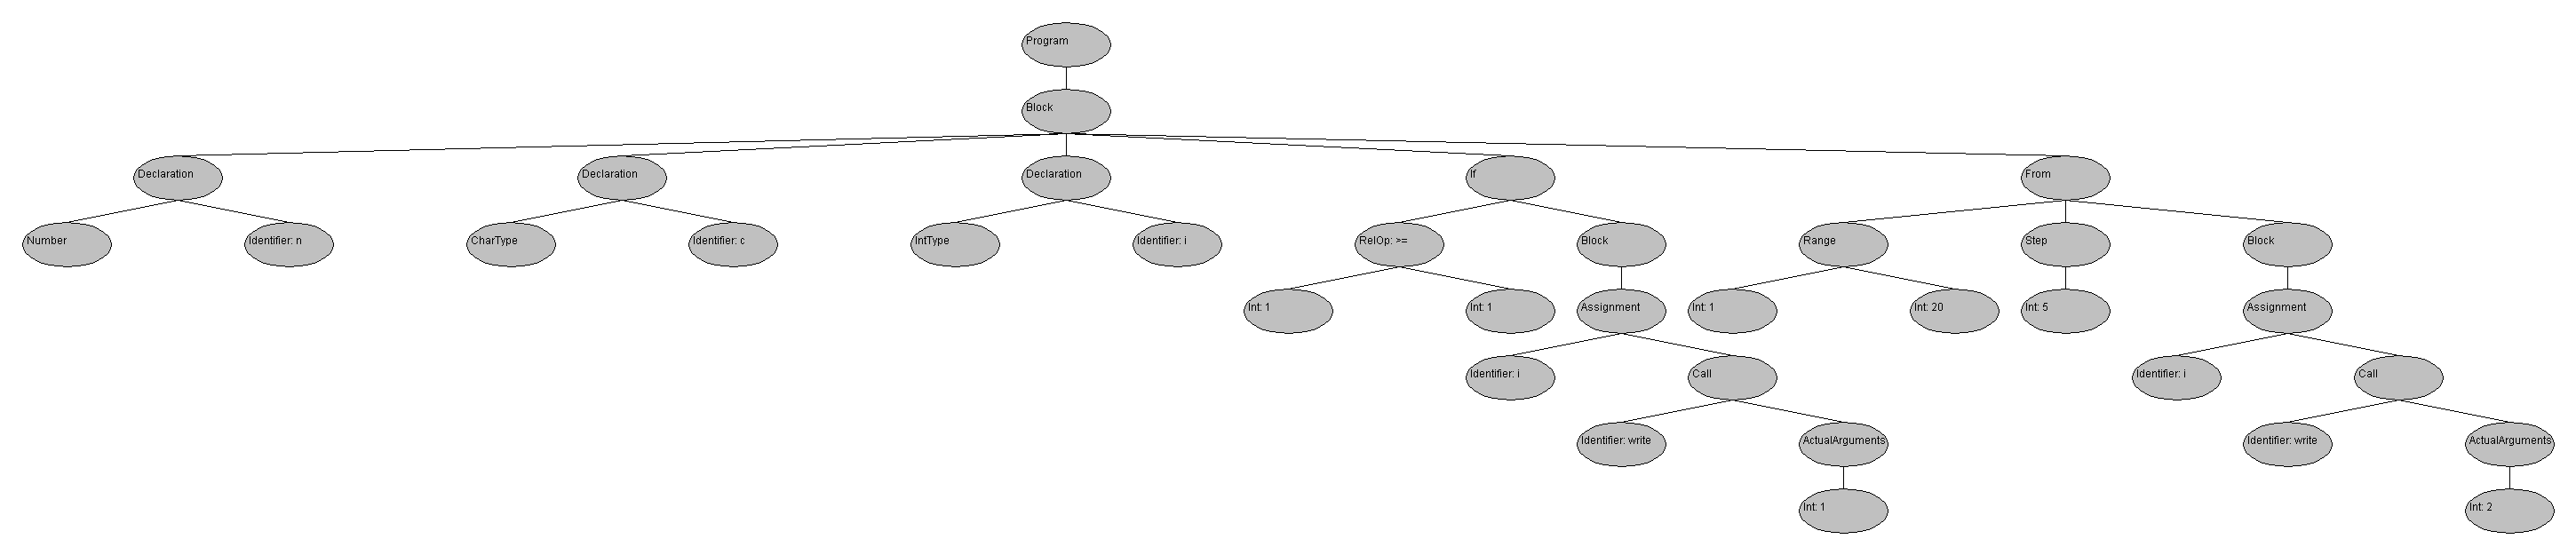 Program
Block
Declaration Declaration Declaration If From
Number Identifier: n CharType Identifier: c IntType Identifier: i RelOp: >= Block Range Step Block
Int: 1 Int: 1 Assignment Int: 1 Int: 20 Int: 5 Assignment
Identifier: i Call Identifier: i Call
Identifier: write ActualArguments Identifier: write ActualArguments
Int: 1 Int: 2